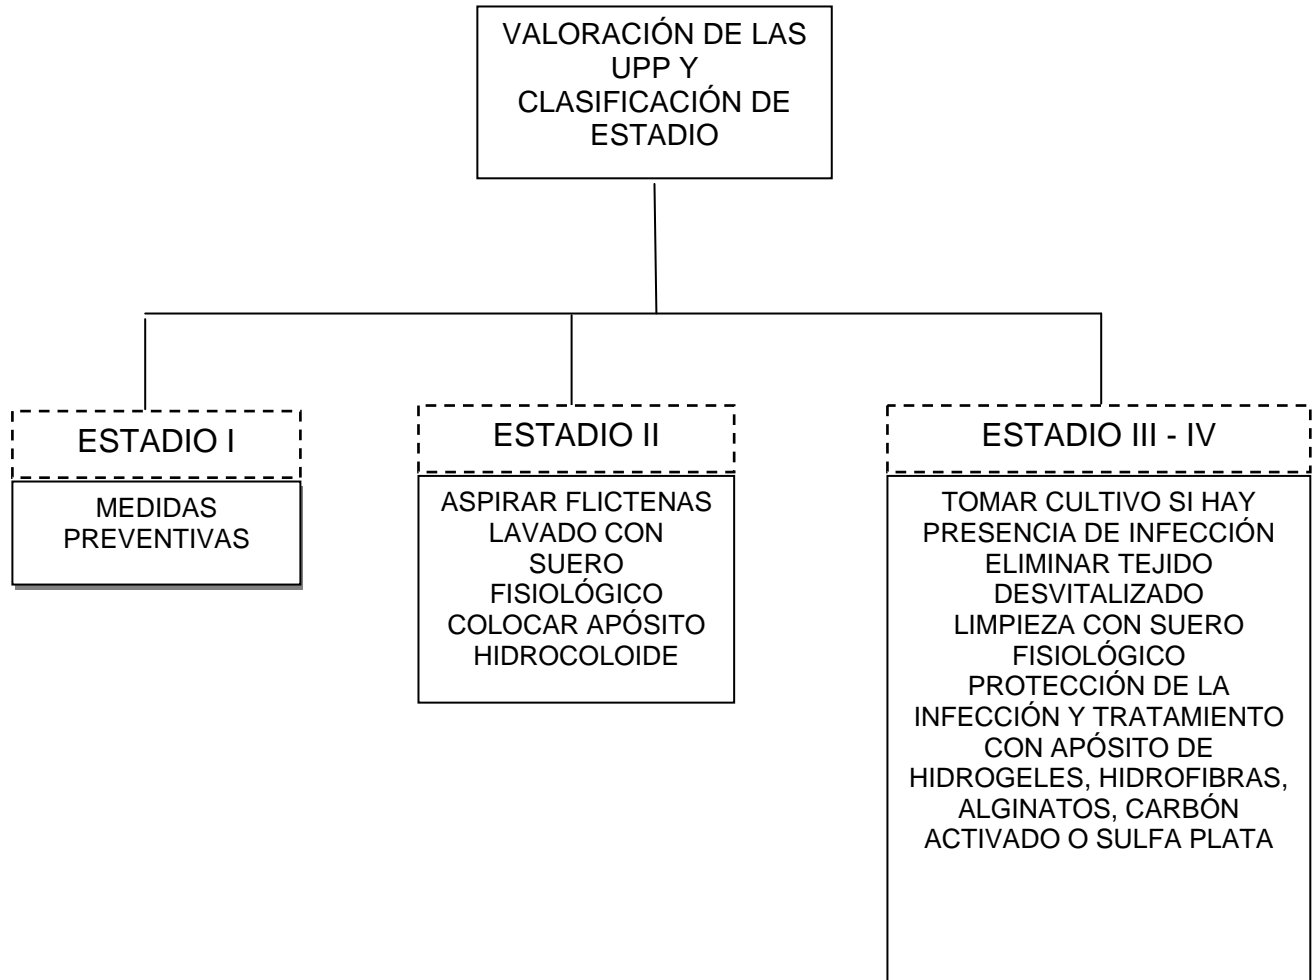 VALORACIÓN DE LAS
UPP Y
CLASIFICACIÓN DE
ESTADIO
ESTADIO I
MEDIDAS
PREVENTIVAS
ESTADIO II
ASPIRAR FLICTENAS
LAVADO CON
SUERO
FISIOLÓGICO
COLOCAR APÓSITO
HIDROCOLOIDE
ESTADIO III - IV
TOMAR CULTIVO SI HAY
PRESENCIA DE INFECCIÓN
ELIMINAR TEJIDO
DESVITALIZADO
LIMPIEZA CON SUERO
FISIOLÓGICO
PROTECCIÓN DE LA
INFECCIÓN Y TRATAMIENTO
CON APÓSITO DE
HIDROGELES, HIDROFIBRAS,
ALGINATOS, CARBÓN
ACTIVADO O SULFA PLATA